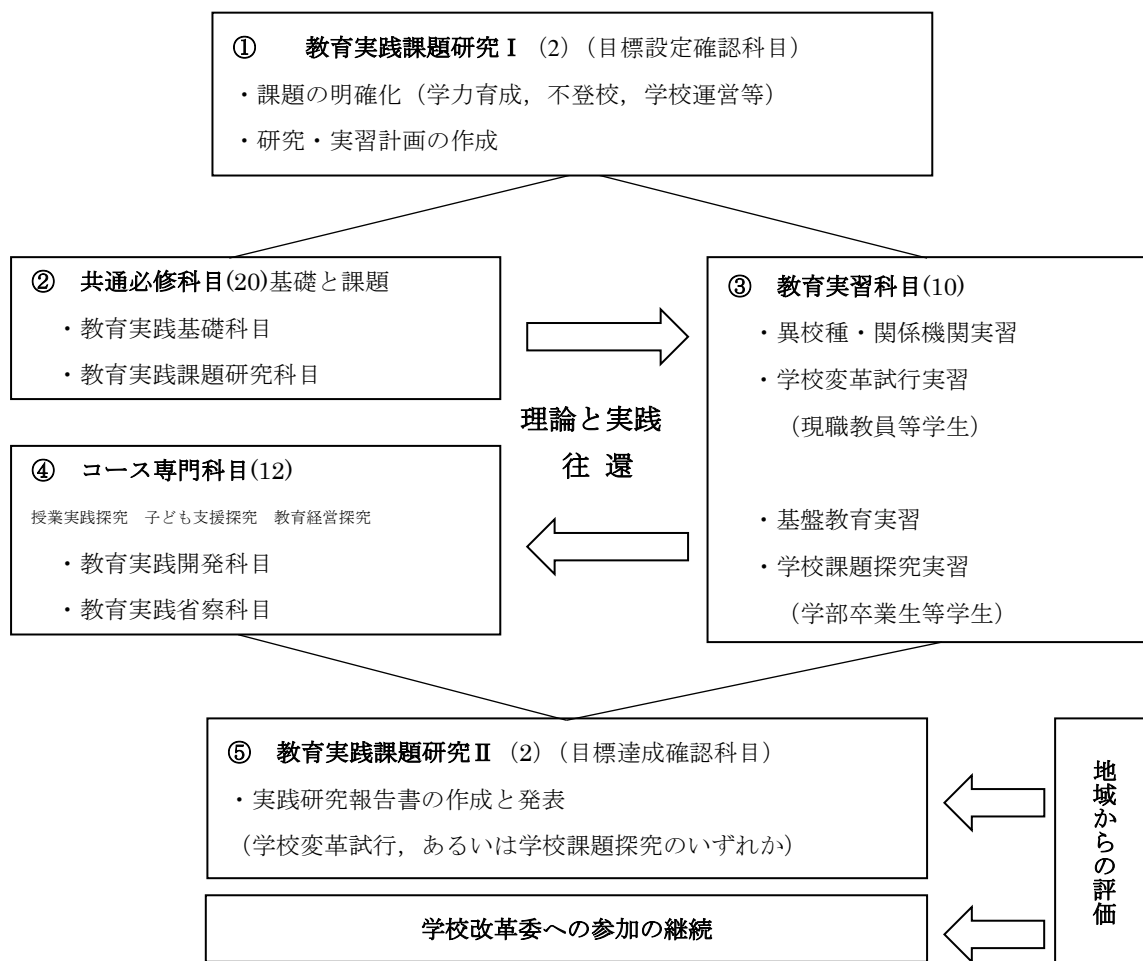 ① 教育実践課題研究Ⅰ（2）（目標設定確認科目）
・課題の明確化（学力育成，不登校，学校運営等）
・研究・実習計画の作成
② 共通必修科目(20)基礎と課題
・教育実践基礎科目
・教育実践課題研究科目
③ 教育実習科目(10)
・異校種・関係機関実習
・学校変革試行実習
（現職教員等学生）
・基盤教育実習
・学校課題探究実習
（学部卒業生等学生）
理論と実践
往 還
④ コース専門科目(12)
授業実践探究 子ども支援探究 教育経営探究
・教育実践開発科目
・教育実践省察科目
⑤ 教育実践課題研究Ⅱ（2）（目標達成確認科目）
・実践研究報告書の作成と発表
（学校変革試行，あるいは学校課題探究のいずれか）
地域からの評価
学校改革委への参加の継続